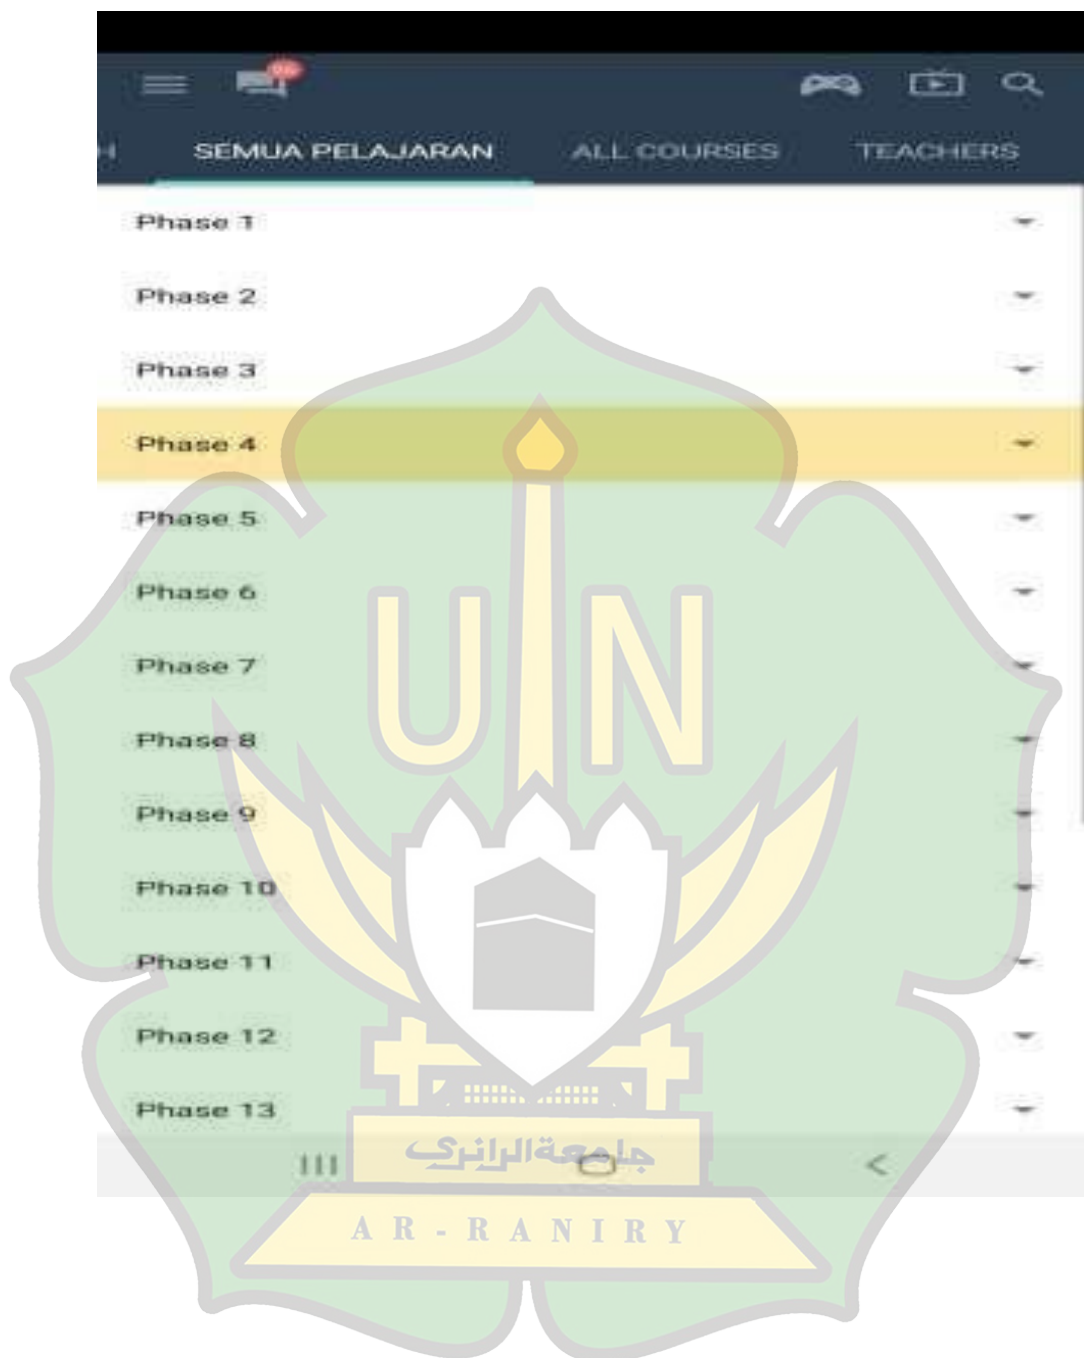 SEMUA PELAJARAN ALL COURSES TEACHERS
Phase 1
Phase 2
Phase 3
Phase 4
Phase 5
Phase 6
UIN
Phase 7
Phase 8
Phase 9
Phase 10
Phase 11
Phase 12
Phase 13
جامعة الرانري
AR-RANIRY